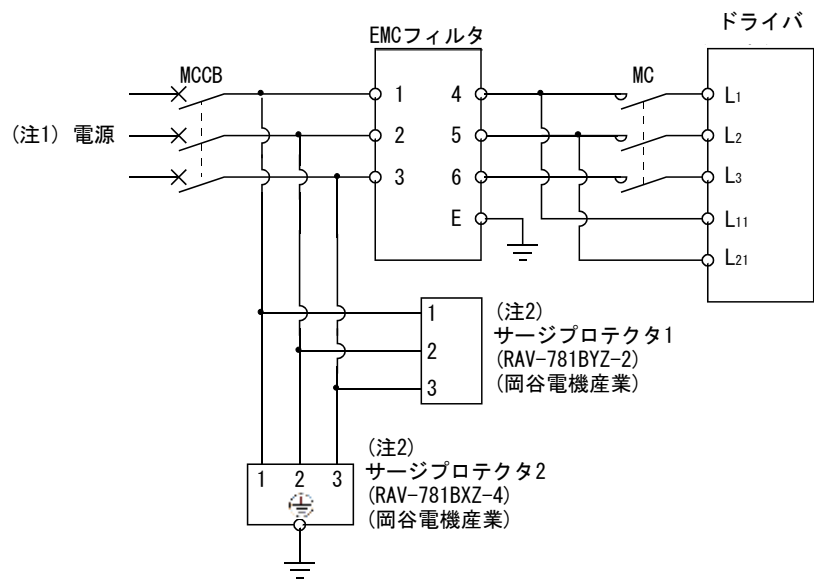 ドライバ
EMCフィルタ
MCCB
MC
1
4
L1
(注1) 電源
2
5
L2
3
6
L3
E
L11
L21
1
2
3
(注2)
サージプロテクタ1
(RAV-781BYZ-2)
(岡谷電機産業)
1 2 3
(注2)
サージプロテクタ2
(RAV-781BXZ-4)
(岡谷電機産業)